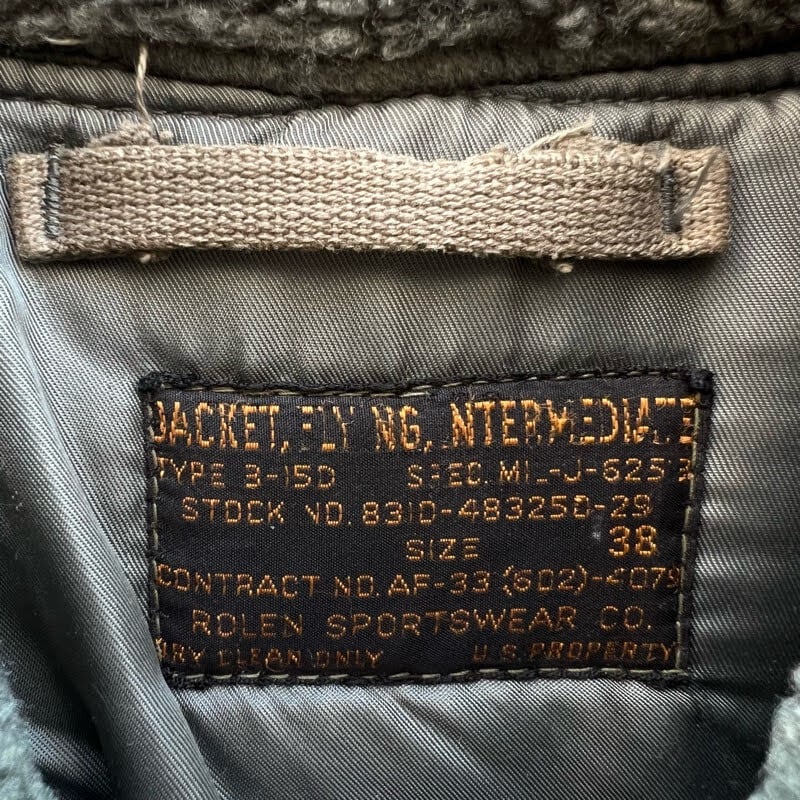 JACKET, FLYING, INTERMEDIATE
TYPE B-15D SPEC. MIL-J-6251B
STOCK NO. 8310-483250-29
SIZE 38
CONTRACT NO. AF-33 (602)-4079
ROLEN SPORTSWEAR CO.
DRY CLEAN ONLY U.S. PROPERTY